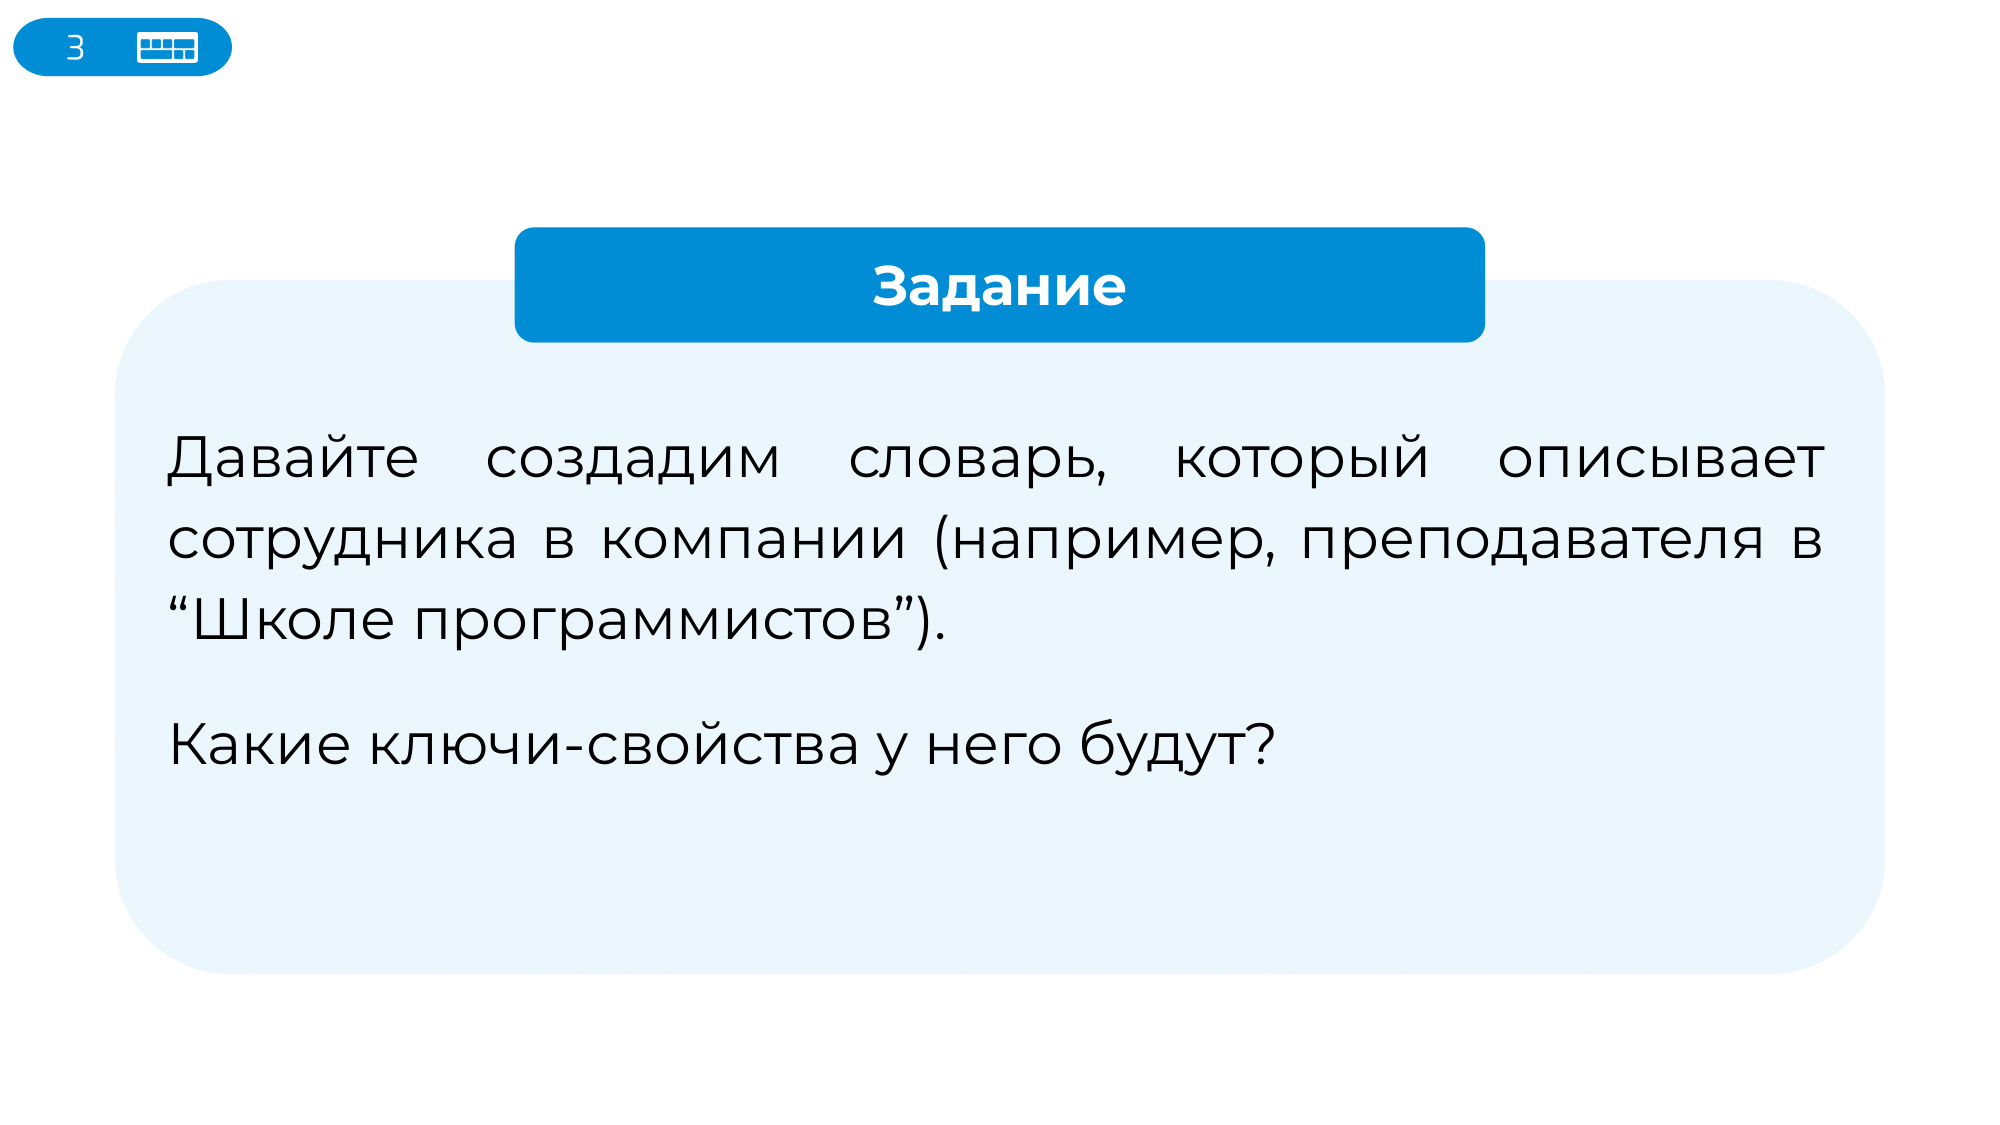 3
Задание
Давайте создадим словарь, который описывает
сотрудника в компании (например, преподавателя в
“Школе программистов”).
Какие ключи-свойства у него будут?